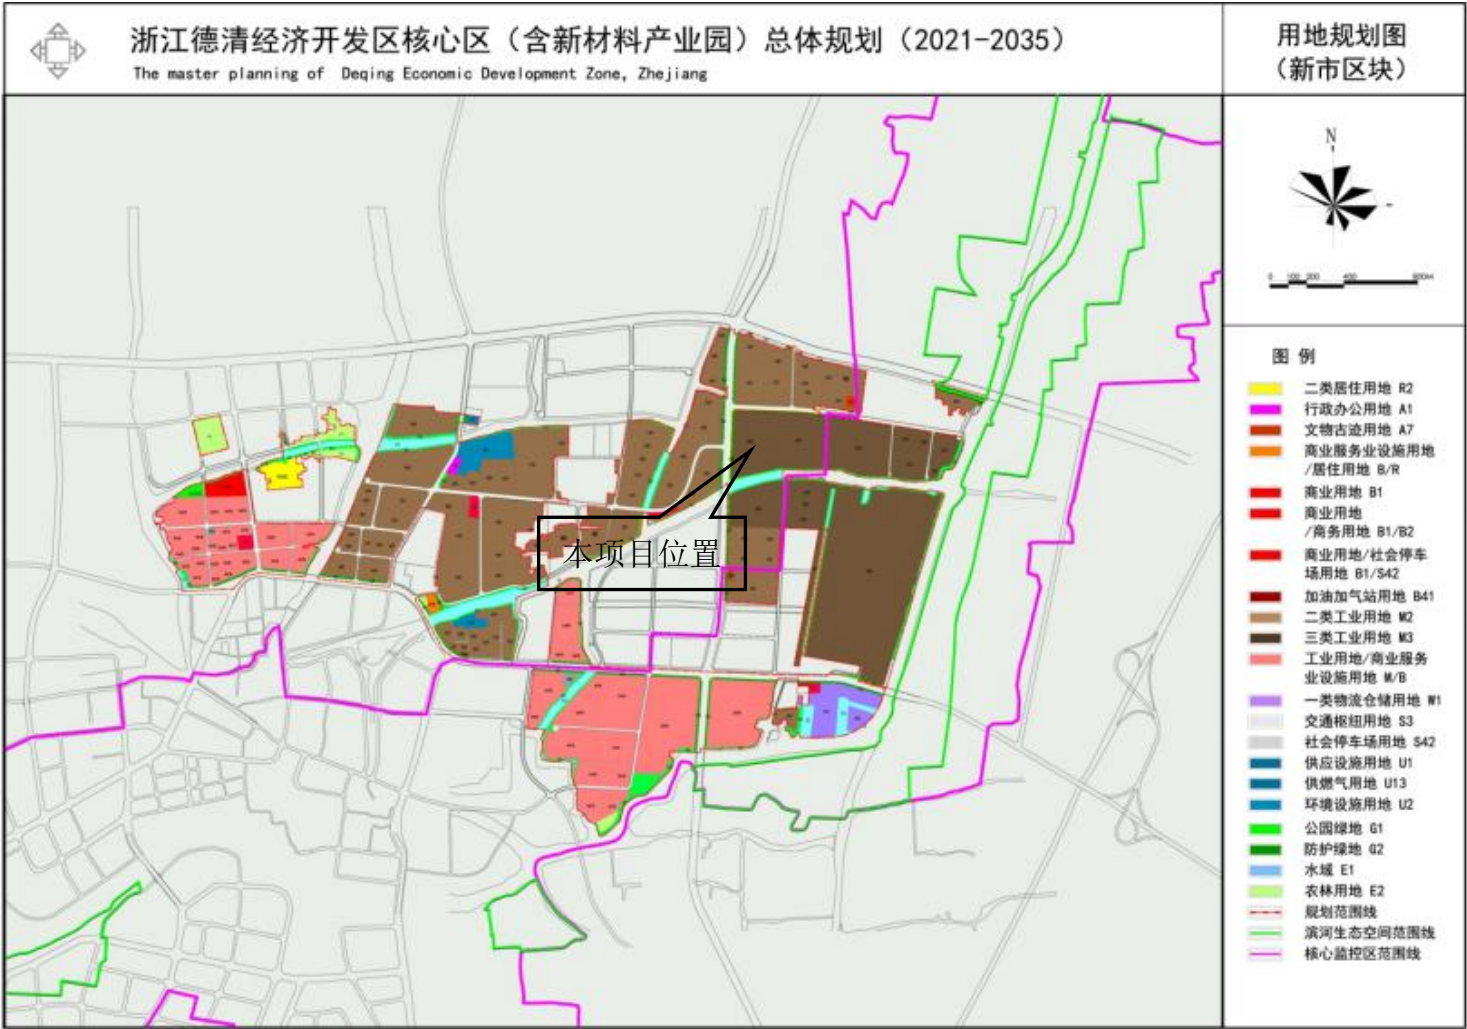 浙江德清经济开发区核心区（含新材料产业园）总体规划（2021-2035）
The master planning of Deqing Economic Development Zone, Zhejiang
用地规划图
（新市区块）
N
0 100 200 400 800M
本项目位置
图 例
二类居住用地 R2
行政办公用地 A1
文物古迹用地 A7
商业服务业设施用地
/居住用地 B/R
商业用地 B1
商业用地
/商务用地 B1/B2
商业用地/社会停车
场用地 B1/S42
加油加气站用地 B41
二类工业用地 M2
三类工业用地 M3
工业用地/商业服务
业设施用地 M/B
一类物流仓储用地 W1
交通枢纽用地 S3
社会停车场用地 S42
供应设施用地 U1
供燃气用地 U13
环境设施用地 U2
公园绿地 G1
防护绿地 G2
水域 E1
农林用地 E2
规划范围线
滨河生态空间范围线
核心监控区范围线